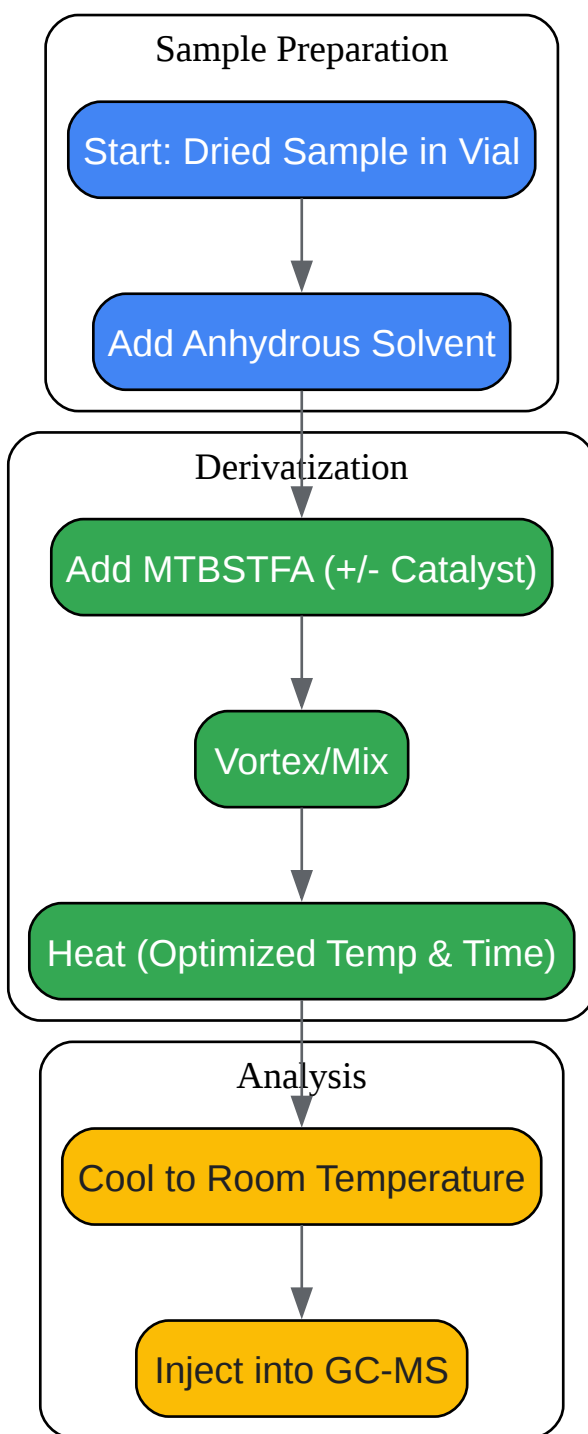 Sample Preparation
Start: Dried Sample in Vial
Add Anhydrous Solvent
Derivatization
Add MTBSTFA (+/- Catalyst)
Vortex/Mix
Heat (Optimized Temp & Time)
Analysis
Cool to Room Temperature
Inject into GC-MS